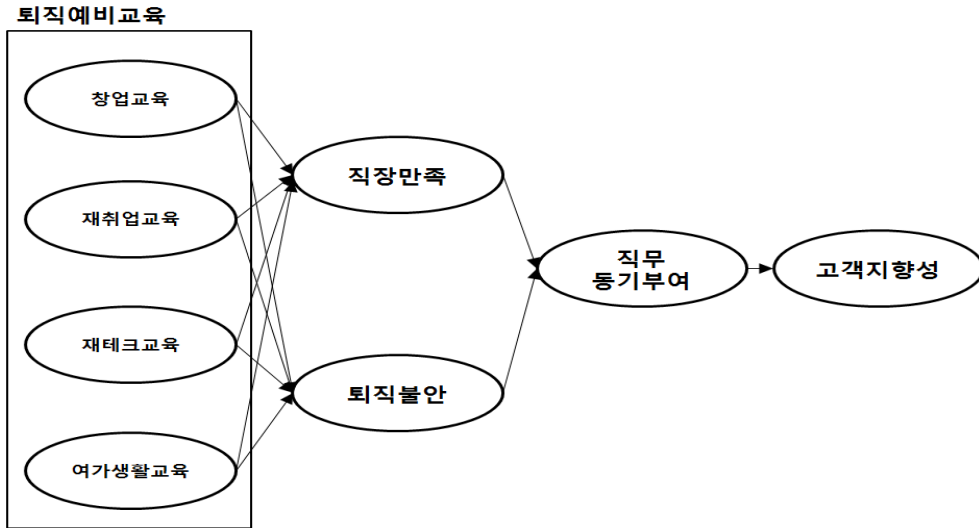 퇴직예비교육
창업교육
재취업교육
재테크교육
여가생활교육
직장만족
퇴직불안
직무
동기부여
고객지향성